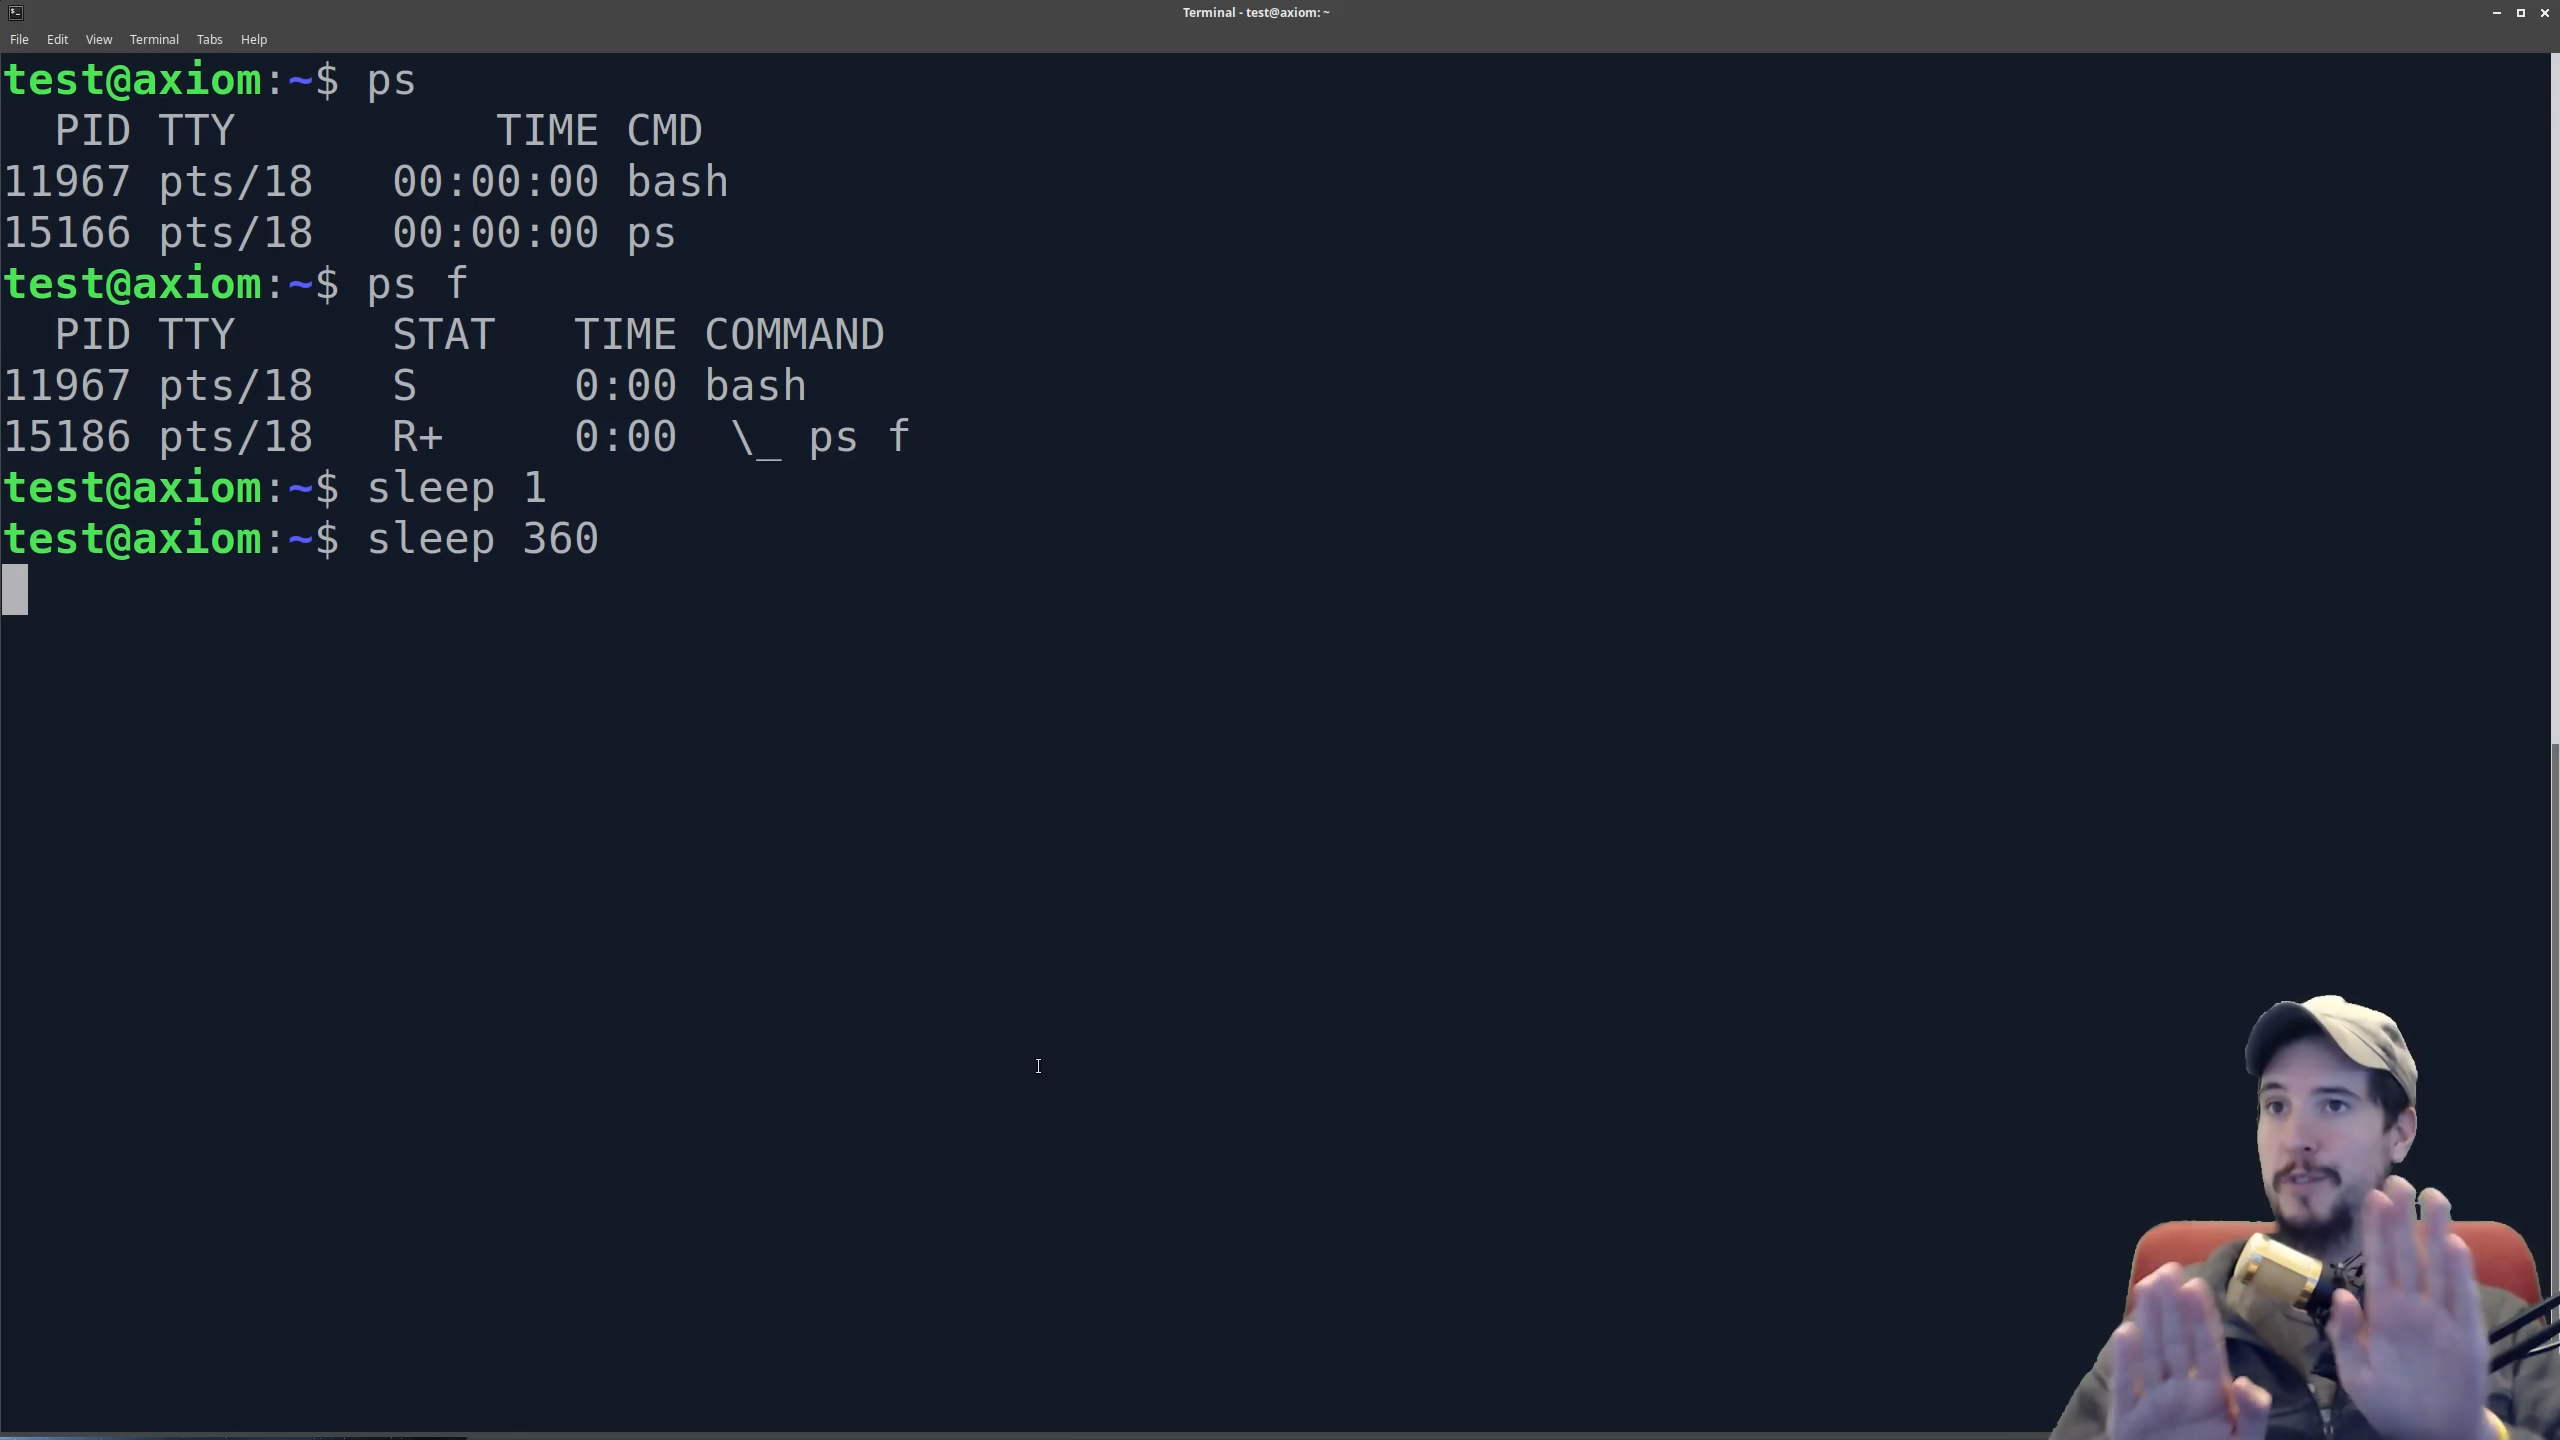 Terminal - test@axiom: ~
File Edit View Terminal Tabs Help
test@axiom:~$ ps
    PID TTY          TIME CMD
11967 pts/18   00:00:00 bash
15166 pts/18   00:00:00 ps
test@axiom:~$ ps f
    PID TTY      STAT   TIME COMMAND
11967 pts/18   S      0:00 bash
15186 pts/18   R+     0:00  \_ ps f
test@axiom:~$ sleep 1
test@axiom:~$ sleep 360